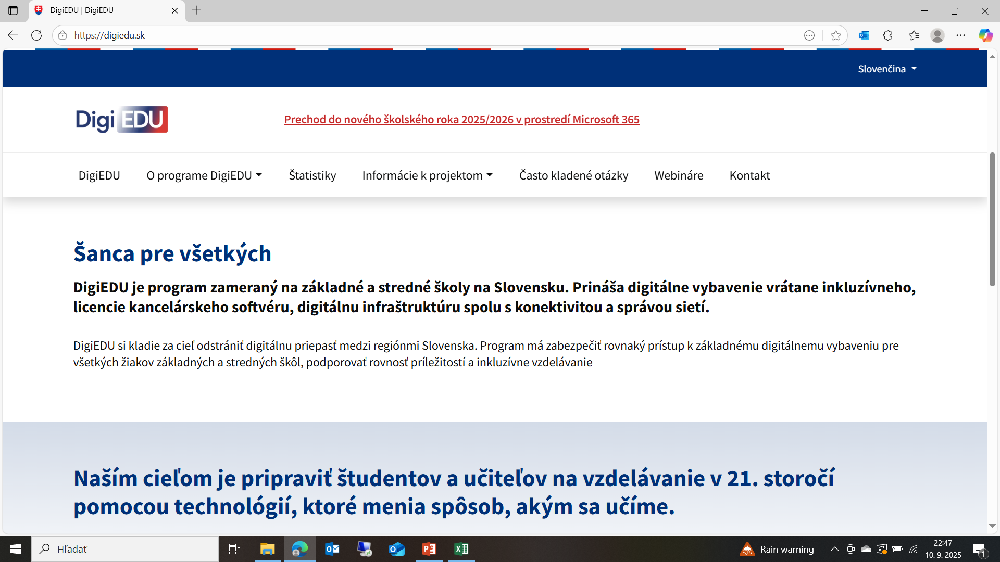 DigiEDU | DigiEDU
https://digiedu.sk
Slovenčina
Digi EDU
Prechod do nového školského roka 2025/2026 v prostredí Microsoft 365
DigiEDU O programe DigiEDU Štatistiky Informácie k projektom Často kladené otázky Webináre Kontakt
Šanca pre všetkých
DigiEDU je program zameraný na základné a stredné školy na Slovensku. Prináša digitálne vybavenie vrátane inkluzívneho,
licencie kancelárskeho softvéru, digitálnu infraštruktúru spolu s konektivitou a správou sietí.
DigiEDU si kladie za cieľ odstrániť digitálnu priepasť medzi regiónmi Slovenska. Program má zabezpečiť rovnaký prístup k základnému digitálnemu vybaveniu pre
všetkých žiakov základných a stredných škôl, podporovať rovnosť príležitostí a inkluzívne vzdelávanie
Naším cieľom je pripraviť študentov a učiteľov na vzdelávanie v 21. storočí
pomocou technológií, ktoré menia spôsob, akým sa učíme.
Hľadať
Rain warning
22:47
10. 9. 2025
1